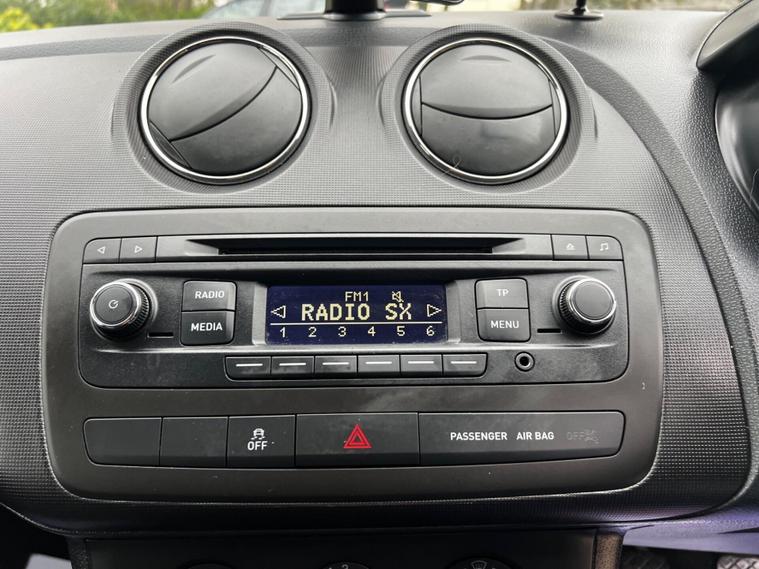 FM1
RADIO SX
1 2 3 4 5 6
RADIO
MEDIA
TP
MENU
OFF
PASSENGER AIR BAG OFF